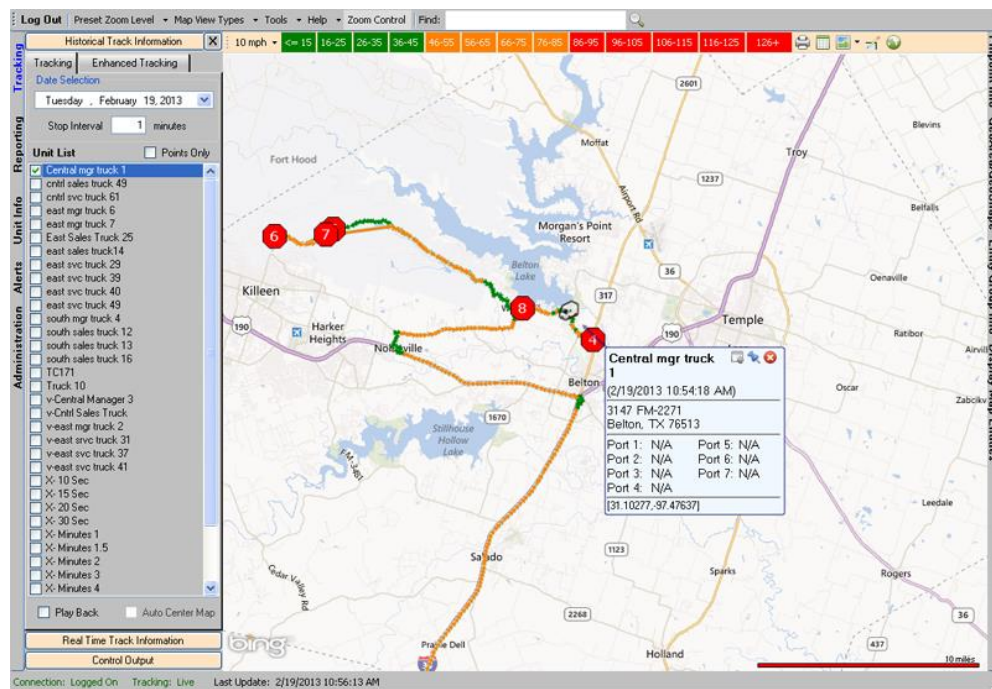 Log Out Preset Zoom Level Map View Types Tools Help Zoom Control Find:
Historical Track Information X
10 mph <= 15 16-25 26-35 36-45 46-55 56-65 66-75 76-85 86-95 96-105 106-115 116-125 126+
Tracking
Reporting
Unit Info
Alerts
Administration
Tracking Enhanced Tracking
Date Selection
Tuesday , February 19, 2013
Stop Interval 1 minutes
Unit List Points Only
Central mgr truck 1
cntrl sales truck 49
cntrl svc truck 61
east mgr truck 6
east mgr truck 7
East Sales Truck 25
east sales truck14
east svc truck 29
east svc truck 39
east svc truck 40
east svc truck 49
south mgr truck 4
south sales truck 12
south sales truck 13
south sales truck 16
TC171
Truck 10
v-Central Manager 3
v-Cntrl Sales Truck
v-east mgr truck 2
v-east srvc truck 31
v-east svc truck 37
v-east svc truck 41
X- 10 Sec
X- 15 Sec
X- 20 Sec
X- 30 Sec
X- Minutes 1
X- Minutes 1.5
X- Minutes 2
X- Minutes 3
X- Minutes 4
Play Back Auto Center Map
Real Time Track Information
Control Output
2601
Blevins
Moffat
Troy
Fort Hood
1237
Airport Rd
Belfalls
Morgan's Point
Resort
6
7
Belton
Lake
36
Oenaville
Killeen
317
8
190
Harker
Heights
Temple
190
4
Ratibor
Nolanville
Airvill
Belton
Oscar
Zabcikv
1670
Stillhouse
Hollow
Lake
FM-3481
Leedale
1123
Salado
Sparks
Rogers
Cedar Valley Rd
2268
36
Prairie Dell
Holland
437
bing
10 miles
Central mgr truck
1
(2/19/2013 10:54:18 AM)
3147 FM-2271
Belton, TX 76513
Port 1: N/A Port 5: N/A
Port 2: N/A Port 6: N/A
Port 3: N/A Port 7: N/A
Port 4: N/A
[31.10277,-97.47637]
Connection: Logged On Tracking: Live Last Update: 2/19/2013 10:56:13 AM